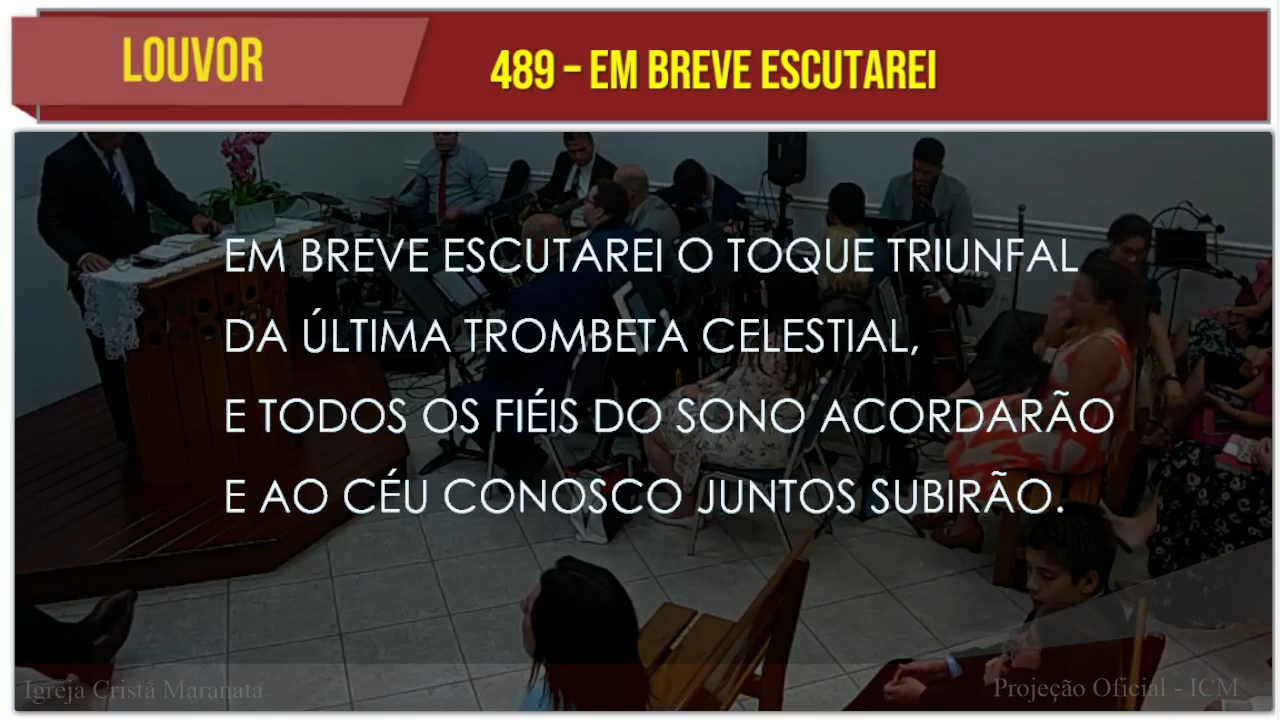 LOUVOR
489 – EM BREVE ESCUTAREI
EM BREVE ESCUTAREI O TOQUE TRIUNFAL
DA ÚLTIMA TROMBETA CELESTIAL,
E TODOS OS FIÉIS DO SONO ACORDARÃO
E AO CÉU CONOSCO JUNTOS SUBIRÃO.
Igreja Cristã Maranata
Projeção Oficial - ICM